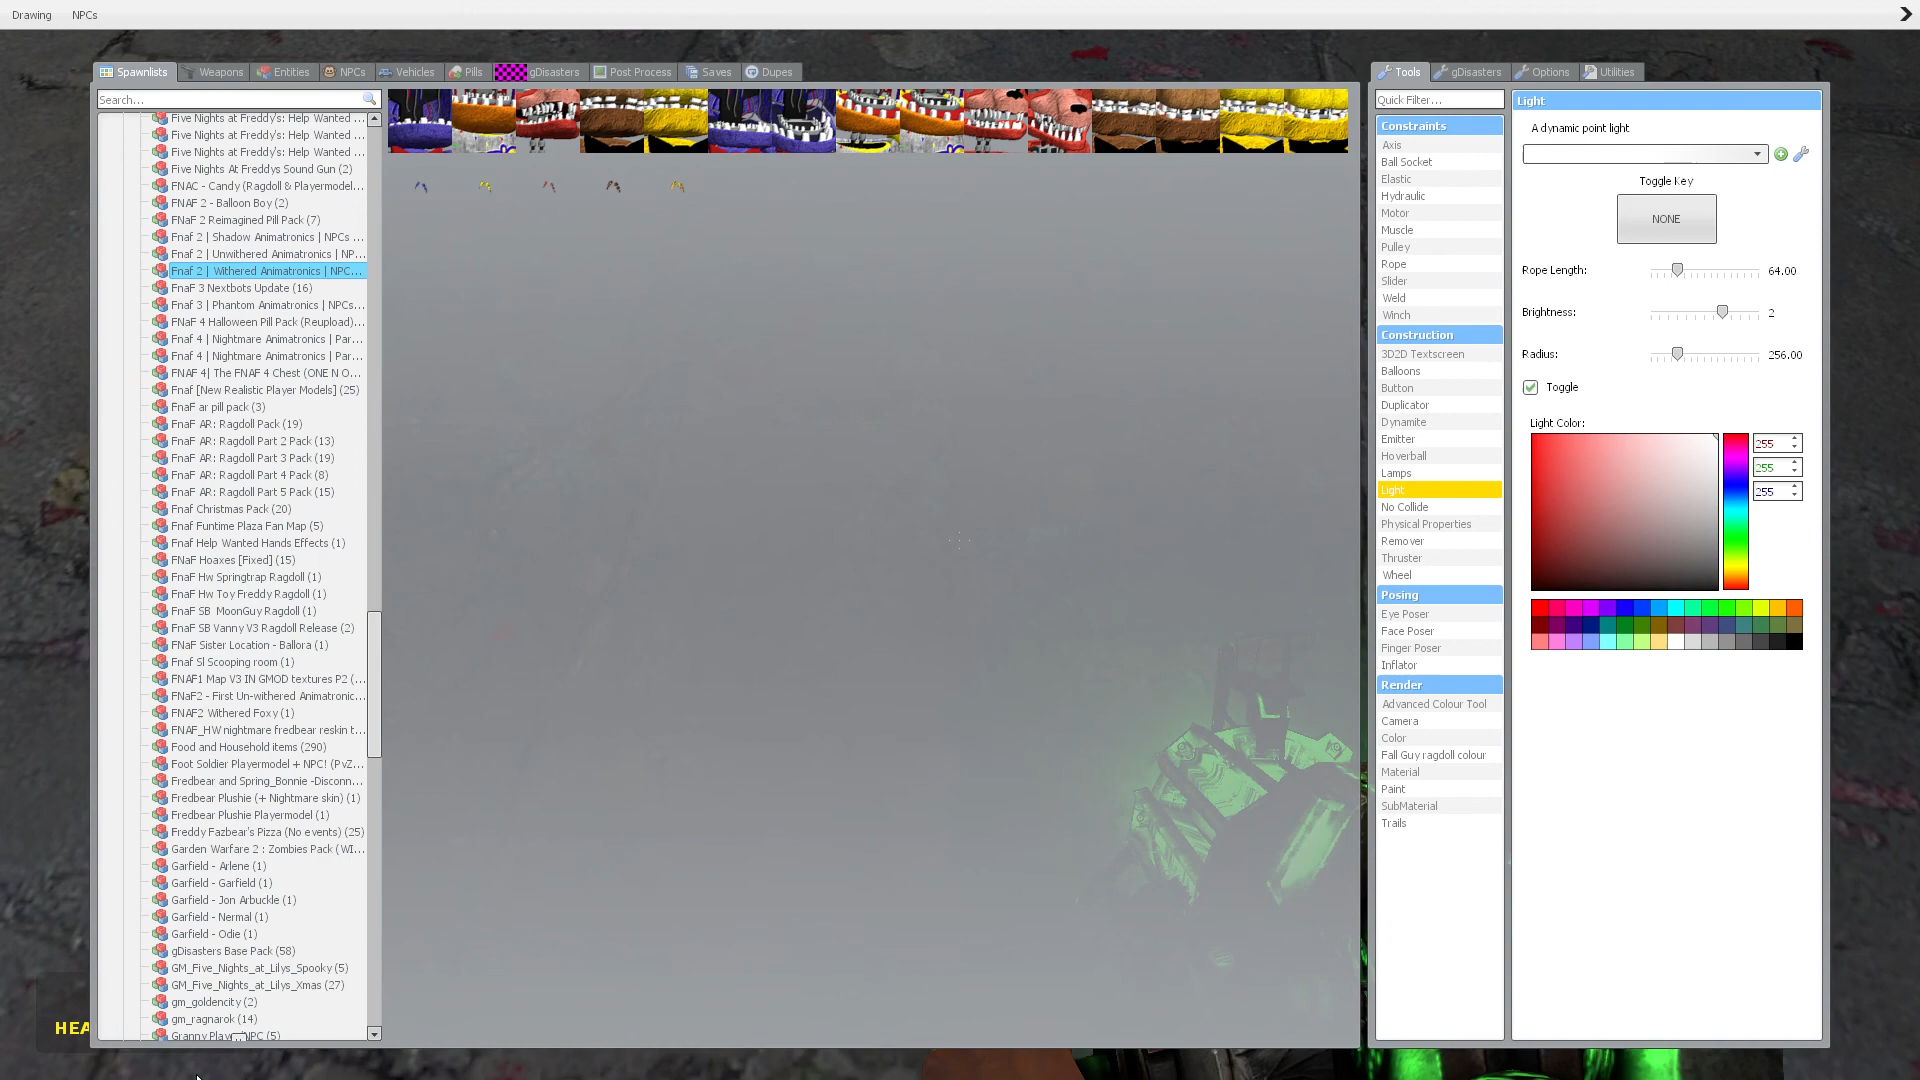 Drawing NPCs
Spawnlists Weapons Entities NPCs Vehicles Pills gDisasters Post Process Saves Dupes
Search...
Five Nights at Freddy's: Help Wanted ...
Five Nights at Freddy's: Help Wanted ...
Five Nights at Freddy's: Help Wanted ...
Five Nights At Freddys Sound Gun (2)
FNAC - Candy (Ragdoll & Playermodel...
FNAF 2 - Balloon Boy (2)
FNaF 2 Reimagined Pill Pack (7)
Fnaf 2 | Shadow Animatronics | NPCs ...
Fnaf 2 | Unwithered Animatronics | NP...
Fnaf 2 | Withered Animatronics | NPC...
FnaF 3 Nextbots Update (16)
Fnaf 3 | Phantom Animatronics | NPCs...
FNaF 4 Halloween Pill Pack (Reupload)...
Fnaf 4 | Nightmare Animatronics | Par...
Fnaf 4 | Nightmare Animatronics | Par...
FNAF 4| The FNAF 4 Chest (ONE N O...
Fnaf [New Realistic Player Models] (25)
FnaF ar pill pack (3)
FnaF AR: Ragdoll Pack (19)
FnaF AR: Ragdoll Part 2 Pack (13)
FnaF AR: Ragdoll Part 3 Pack (19)
FnaF AR: Ragdoll Part 4 Pack (8)
FnaF AR: Ragdoll Part 5 Pack (15)
Fnaf Christmas Pack (20)
Fnaf Funtime Plaza Fan Map (5)
Fnaf Help Wanted Hands Effects (1)
FNaF Hoaxes [Fixed] (15)
FnaF Hw Springtrap Ragdoll (1)
FnaF Hw Toy Freddy Ragdoll (1)
FnaF SB MoonGuy Ragdoll (1)
FnaF SB Vanny V3 Ragdoll Release (2)
FNaF Sister Location - Ballora (1)
Fnaf Sl Scooping room (1)
FNAF1 Map V3 IN GMOD textures P2 (...
FNaF2 - First Un-withered Animatronic...
FNAF2 Withered Foxy (1)
FNAF_HW nightmare fredbear reskin t...
Food and Household items (290)
Foot Soldier Playermodel + NPC! (PvZ...
Fredbear and Spring_Bonnie -Disconn...
Fredbear Plushie (+ Nightmare skin) (1)
Fredbear Plushie Playermodel (1)
Freddy Fazbear's Pizza (No events) (25)
Garden Warfare 2 : Zombies Pack (WI...
Garfield - Arlene (1)
Garfield - Garfield (1)
Garfield - Jon Arbuckle (1)
Garfield - Nermal (1)
Garfield - Odie (1)
gDisasters Base Pack (58)
GM_Five_Nights_at_Lilys_Spooky (5)
GM_Five_Nights_at_Lilys_Xmas (27)
gm_goldencity (2)
gm_ragnarok (14)
HEA
Tools gDisasters Options Utilities
Quick Filter...
Constraints
Axis
Ball Socket
Elastic
Hydraulic
Motor
Muscle
Pulley
Rope
Slider
Weld
Winch
Construction
3D2D Textscreen
Balloons
Button
Duplicator
Dynamite
Emitter
Hoverball
Lamps
Light
No Collide
Physical Properties
Remover
Thruster
Wheel
Posing
Eye Poser
Face Poser
Finger Poser
Inflator
Render
Advanced Colour Tool
Camera
Color
Fall Guy ragdoll colour
Material
Paint
SubMaterial
Trails
Light
A dynamic point light
Toggle Key
NONE
Rope Length: 64.00
Brightness: 2
Radius: 256.00
Toggle
Light Color:
255
255
255